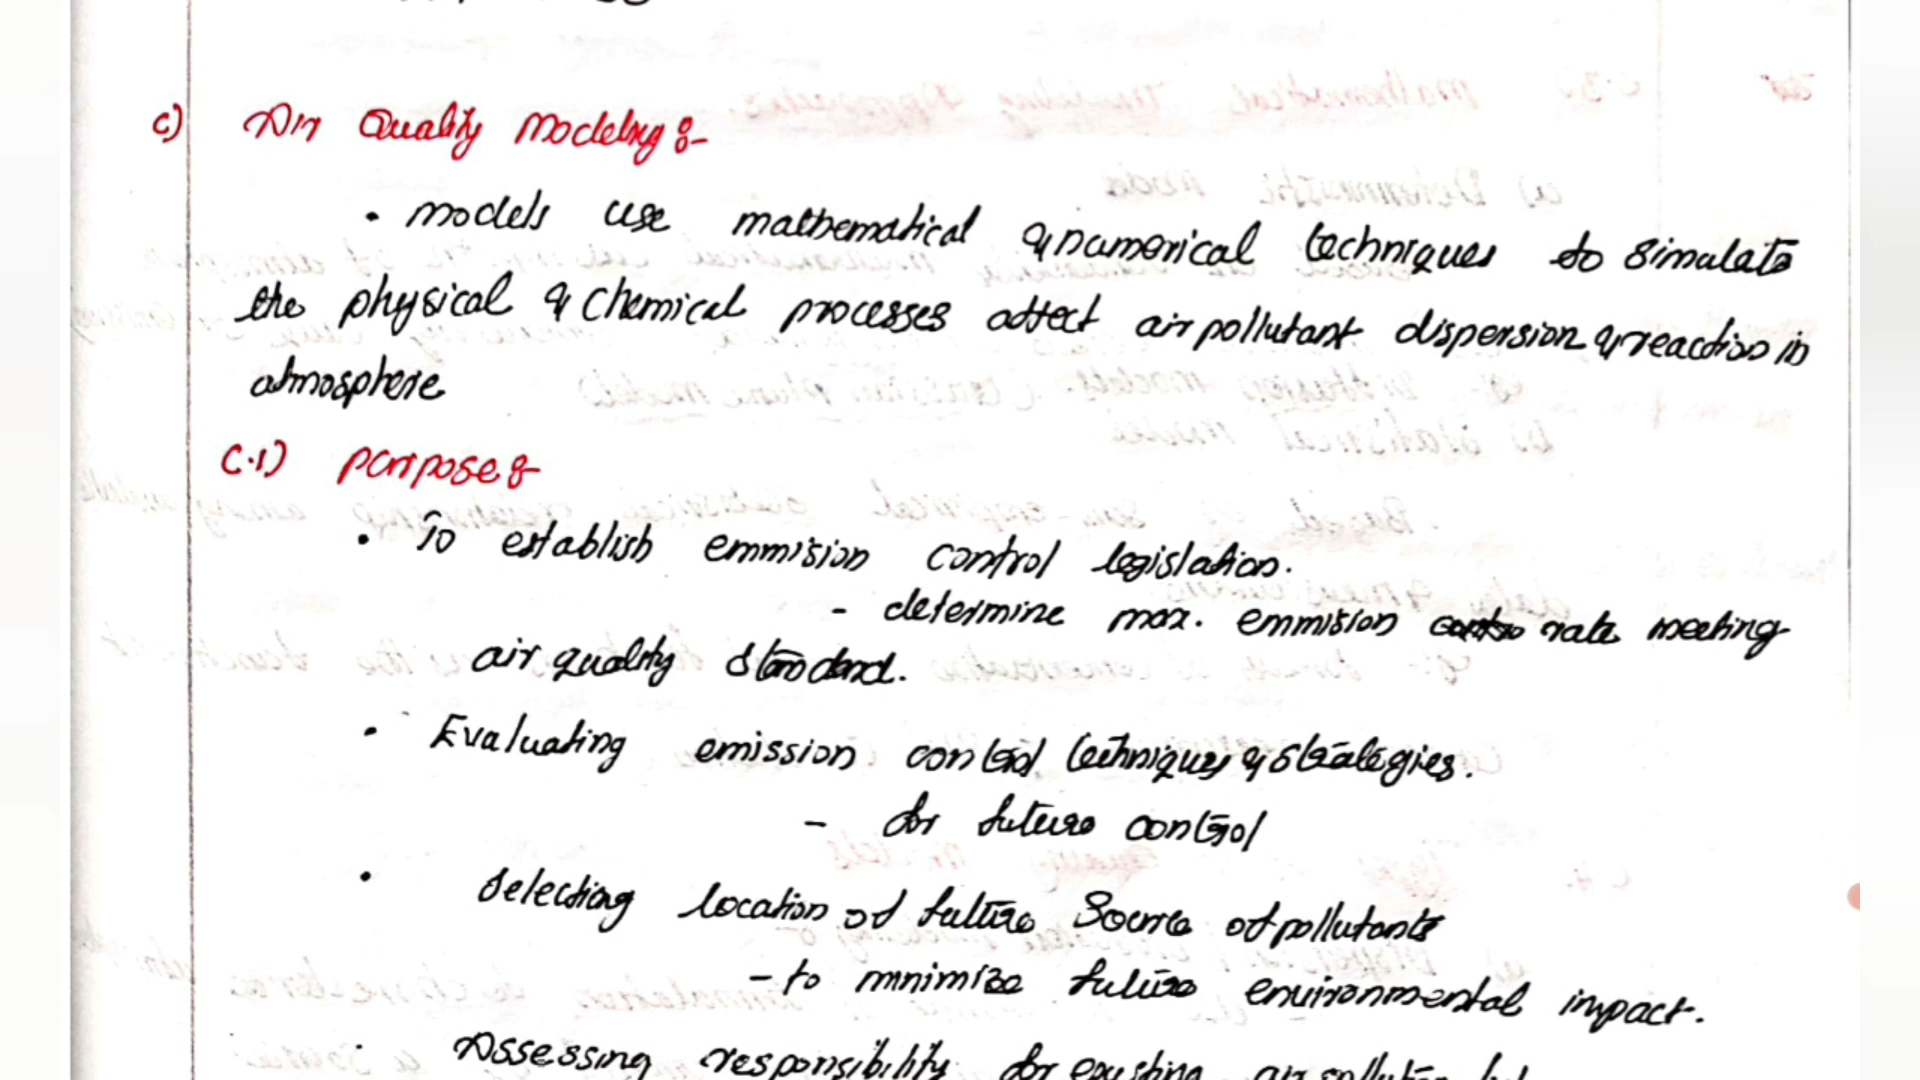 c) Air Quality Modeling :-
• models use mathematical & numerical techniques to simulate
the physical & chemical processes affect air pollutant dispersion & reaction in
atmosphere
C.1) purpose :-
• To establish emmision control legislation.
- determine max. emmision rate meeting
air quality standard.
• Evaluating emission control techniques & strategies.
- for future control
• selecting location of future source of pollutants
- to mnimize future environmental impact.
Assessing responsibility for existing air